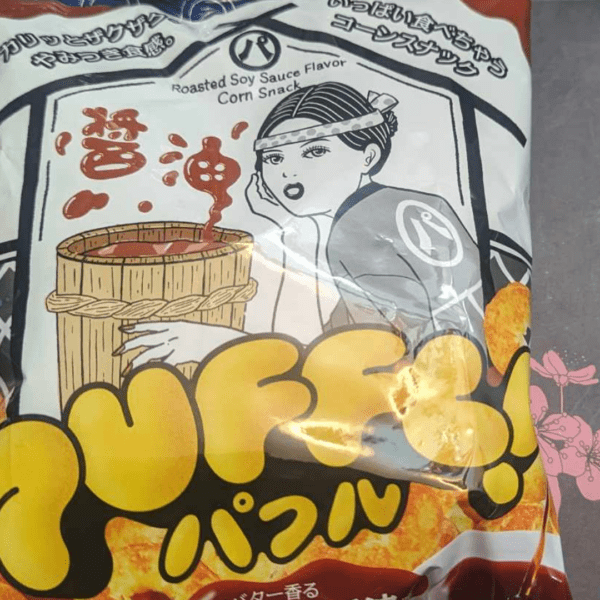 カリッとザクザク
やみつき食感。
いっぱい食べちゃう
コーンスナック
パ
Roasted Soy Sauce Flavor
Corn Snack
醤油
パ
PUFFL!
パフル
バター香る